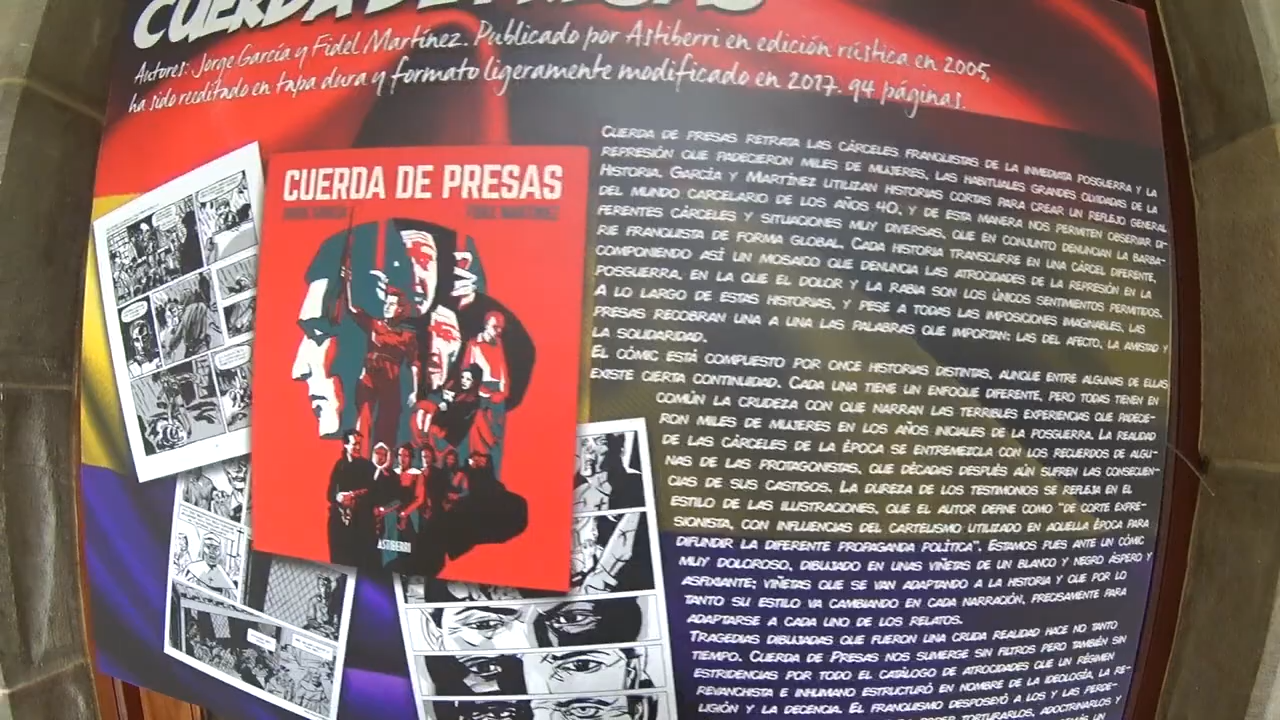 CUERDA DE PRESAS
Autores: Jorge García y Fidel Martínez. Publicado por Astiberri en edición rústica en 2005,
ha sido reeditado en tapa dura y formato ligeramente modificado en 2017. 94 páginas.
CUERDA DE PRESAS
ASTIBERRI
CUERDA DE PRESAS RETRATA LAS CÁRCELES FRANQUISTAS DE LA INMEDIATA POSGUERRA Y LA
REPRESIÓN QUE PADECIERON MILES DE MUJERES, LAS HABITUALES GRANDES OLVIDADAS DE LA
HISTORIA. GARCÍA Y MARTÍNEZ UTILIZAN HISTORIAS CORTAS PARA CREAR UN REFLEJO GENERAL
DEL MUNDO CARCELARIO DE LOS AÑOS 40, Y DE ESTA MANERA NOS PERMITEN OBSERVAR DI-
FERENTES CÁRCELES Y SITUACIONES MUY DIVERSAS, QUE EN CONJUNTO DENUNCIAN LA BARBA-
RIE FRANQUISTA DE FORMA GLOBAL. CADA HISTORIA TRANSCURRE EN UNA CÁRCEL DIFERENTE,
COMPONIENDO ASÍ UN MOSAICO QUE DENUNCIA LAS ATROCIDADES DE LA REPRESIÓN EN LA
POSGUERRA, EN LA QUE EL DOLOR Y LA RABIA SON LOS ÚNICOS SENTIMIENTOS PERMITIDOS.
A LO LARGO DE ESTAS HISTORIAS, Y PESE A TODAS LAS IMPOSICIONES IMAGINABLES, LAS
PRESAS RECOBRAN UNA A UNA LAS PALABRAS QUE IMPORTAN: LAS DEL AFECTO, LA AMISTAD Y
LA SOLIDARIDAD.
EL CÓMIC ESTÁ COMPUESTO POR ONCE HISTORIAS DISTINTAS, AUNQUE ENTRE ALGUNAS DE ELLAS
EXISTE CIERTA CONTINUIDAD. CADA UNA TIENE UN ENFOQUE DIFERENTE, PERO TODAS TIENEN EN
COMÚN LA CRUDEZA CON QUE NARRAN LAS TERRIBLES EXPERIENCIAS QUE PADECIE-
RON MILES DE MUJERES EN LOS AÑOS INICIALES DE LA POSGUERRA. LA REALIDAD
DE LAS CÁRCELES DE LA ÉPOCA SE ENTREMEZCLA CON LOS RECUERDOS DE ALGU-
NAS DE LAS PROTAGONISTAS, QUE DÉCADAS DESPUÉS AÚN SUFREN LAS CONSECUEN-
CIAS DE SUS CASTIGOS. LA DUREZA DE LOS TESTIMONIOS SE REFLEJA EN EL
ESTILO DE LAS ILUSTRACIONES, QUE EL AUTOR DEFINE COMO "DE CORTE EXPRE-
SIONISTA, CON INFLUENCIAS DEL CARTELISMO UTILIZADO EN AQUELLA ÉPOCA PARA
DIFUNDIR LA DIFERENTE PROPAGANDA POLÍTICA". ESTAMOS PUES ANTE UN CÓMIC
MUY DOLOROSO, DIBUJADO EN UNAS VIÑETAS DE UN BLANCO Y NEGRO ÁSPERO Y
ASFIXIANTE; VIÑETAS QUE SE VAN ADAPTANDO A LA HISTORIA Y QUE POR LO
TANTO SU ESTILO VA CAMBIANDO EN CADA NARRACIÓN, PRECISAMENTE PARA
ADAPTARSE A CADA UNO DE LOS RELATOS.
TRAGEDIAS DIBUJADAS QUE FUERON UNA CRUDA REALIDAD HACE NO TANTO
TIEMPO. CUERDA DE PRESAS NOS SUMERGE SIN FILTROS PERO TAMBIÉN SIN
ESTRIDENCIAS POR TODO EL CATÁLOGO DE ATROCIDADES QUE UN RÉGIMEN
REVANCHISTA E INHUMANO ESTRUCTURÓ EN NOMBRE DE LA IDEOLOGÍA, LA RE-
LIGIÓN Y LA DECENCIA. EL FRANQUISMO DESPOSEYÓ A LOS Y LAS PERDE-
PODER TORTURARLOS, ADOCTRINARLOS Y